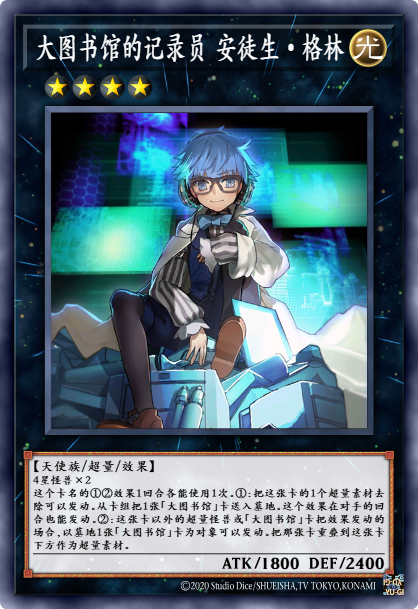 大图书馆的记录员 安徒生·格林
光
【天使族/超量/效果】
4星怪兽×2
这个卡名的①②效果1回合各能使用1次。①:把这张卡的1个超量素材去
除可以发动。从卡组把1张「大图书馆」卡送入墓地。这个效果在对手的回
合也能发动。②:这张卡以外的超量怪兽或「大图书馆」卡把效果发动的
场合,以墓地1张「大图书馆」卡为对象可以发动。把那张卡重叠到这张卡
下方作为超量素材。
ATK/1800 DEF/2400
©2020 Studio Dice/SHUEISHA,TV TOKYO,KONAMI